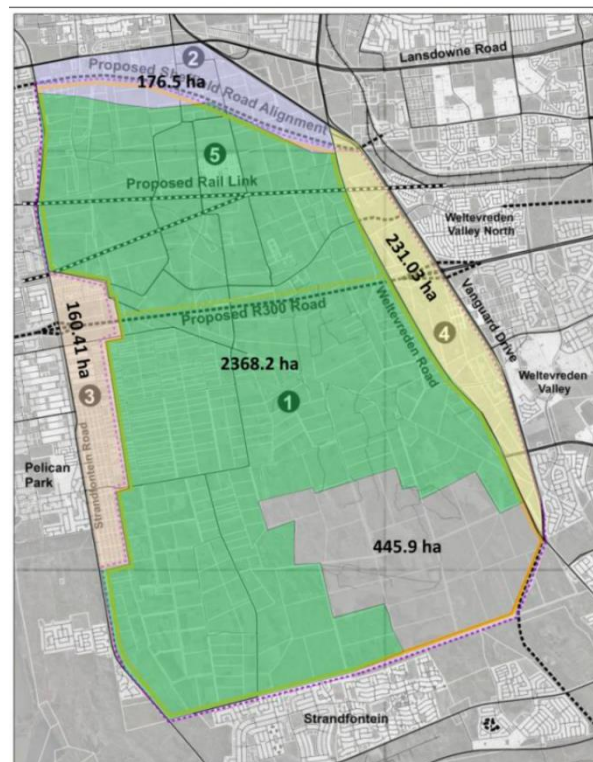 Lansdowne Road
2
Proposed Sheffield Road Alignment
176.5 ha
5
Proposed Rail Link
Weltevreden
Valley North
231.03 ha
Vanguard Drive
160.41 ha
Proposed R300 Road
Weltevreden Road
4
2368.2 ha
Weltevreden
Valley
3
1
Pelican
Park
Strandfontein Road
445.9 ha
Strandfontein